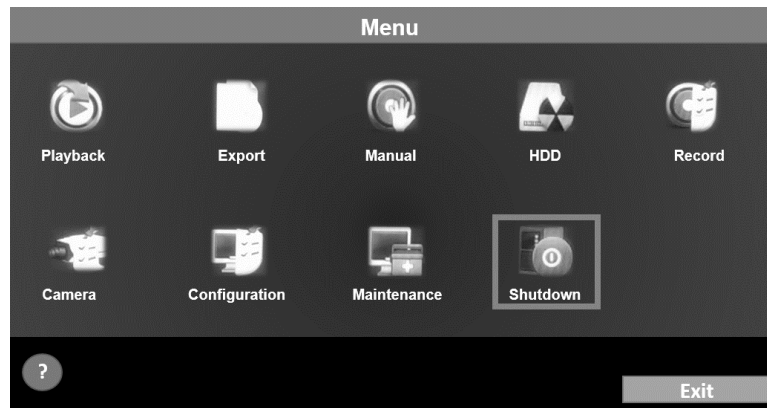 Menu
Playback Export Manual HDD Record
Camera Configuration Maintenance Shutdown
?
Exit